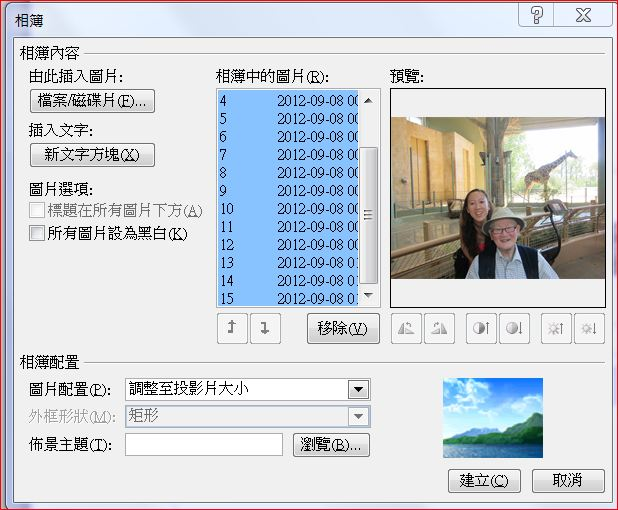 相簿
相簿內容
由此插入圖片:
檔案/磁碟片(F)...
插入文字:
新文字方塊(X)
圖片選項:
標題在所有圖片下方(A)
所有圖片設為黑白(K)
相簿中的圖片(R):
4 2012-09-08 00
5 2012-09-08 00
6 2012-09-08 00
7 2012-09-08 00
8 2012-09-08 00
9 2012-09-08 00
10 2012-09-08 00
11 2012-09-08 00
12 2012-09-08 00
13 2012-09-08 01
14 2012-09-08 01
15 2012-09-08 01
移除(V)
預覽:
相簿配置
圖片配置(P):
調整至投影片大小
外框形狀(M):
矩形
佈景主題(T):
瀏覽(B)...
建立(C)
取消